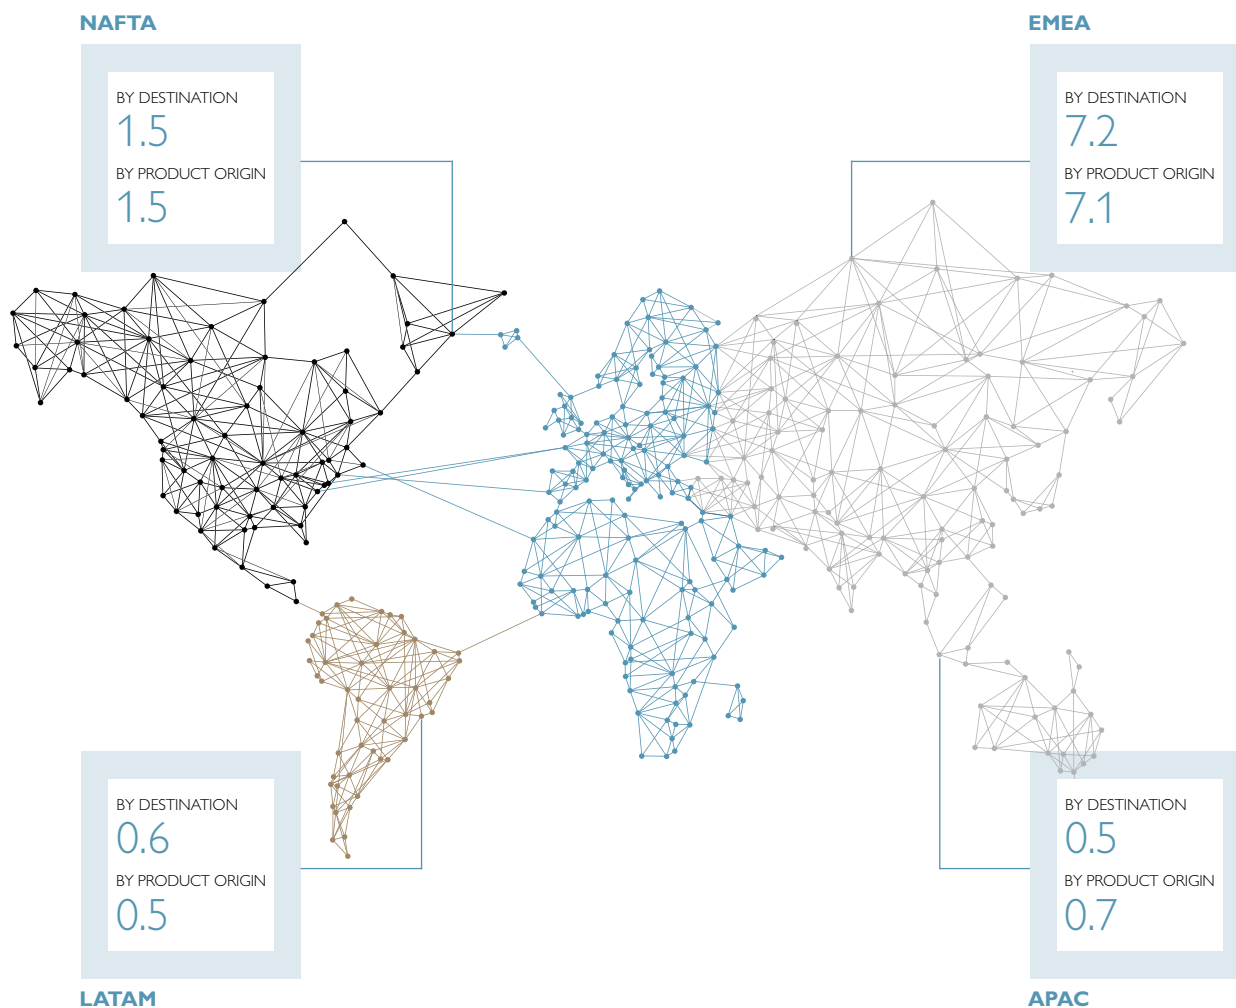 NAFTA
BY DESTINATION
1.5
BY PRODUCT ORIGIN
1.5
EMEA
BY DESTINATION
7.2
BY PRODUCT ORIGIN
7.1
BY DESTINATION
0.6
BY PRODUCT ORIGIN
0.5
LATAM
BY DESTINATION
0.5
BY PRODUCT ORIGIN
0.7
APAC